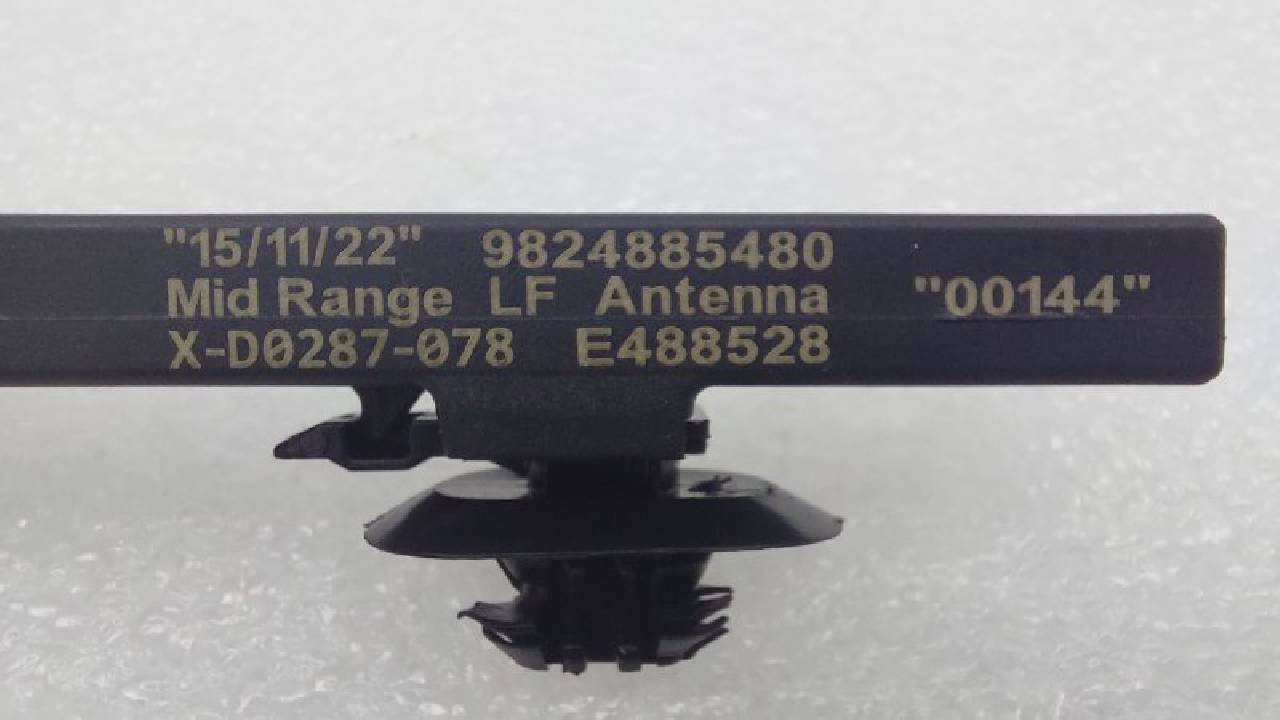 "15/11/22" 9824885480
Mid Range LF Antenna "00144"
X-D0287-078 E488528